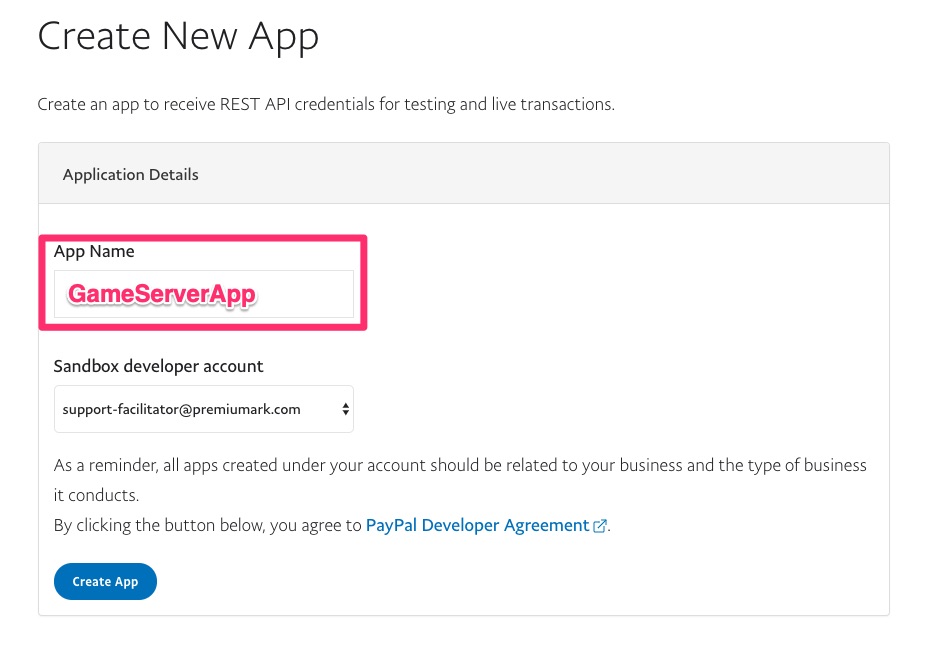 Create New App
Create an app to receive REST API credentials for testing and live transactions.
Application Details
App Name
GameServerApp
Sandbox developer account
support-facilitator@premiumark.com
As a reminder, all apps created under your account should be related to your business and the type of business
it conducts.
By clicking the button below, you agree to PayPal Developer Agreement.
Create App